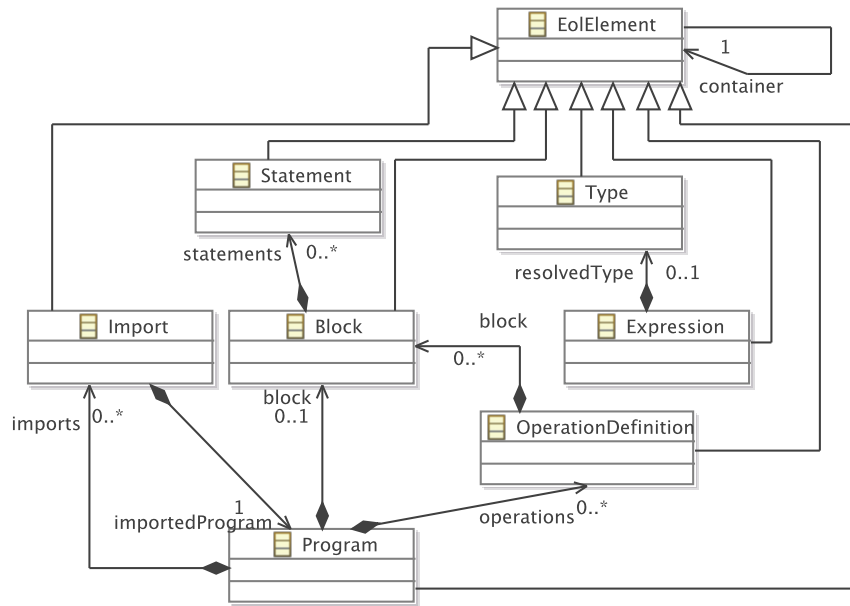 EolElement
1
container
Statement
Type
statements
0..*
resolvedType
0..1
Import
Block
block
Expression
0..*
block
0..1
imports
0..*
OperationDefinition
1
importedProgram
operations
0..*
Program